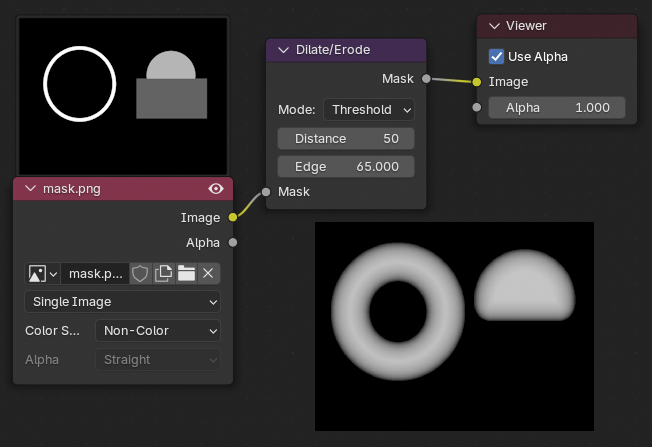 mask.png
Image
Alpha
mask.p...
Single Image
Color S... Non-Color
Alpha Straight
Dilate/Erode
Mask
Mode: Threshold
Distance 50
Edge 65.000
Mask
Viewer
Use Alpha
Image
Alpha 1.000